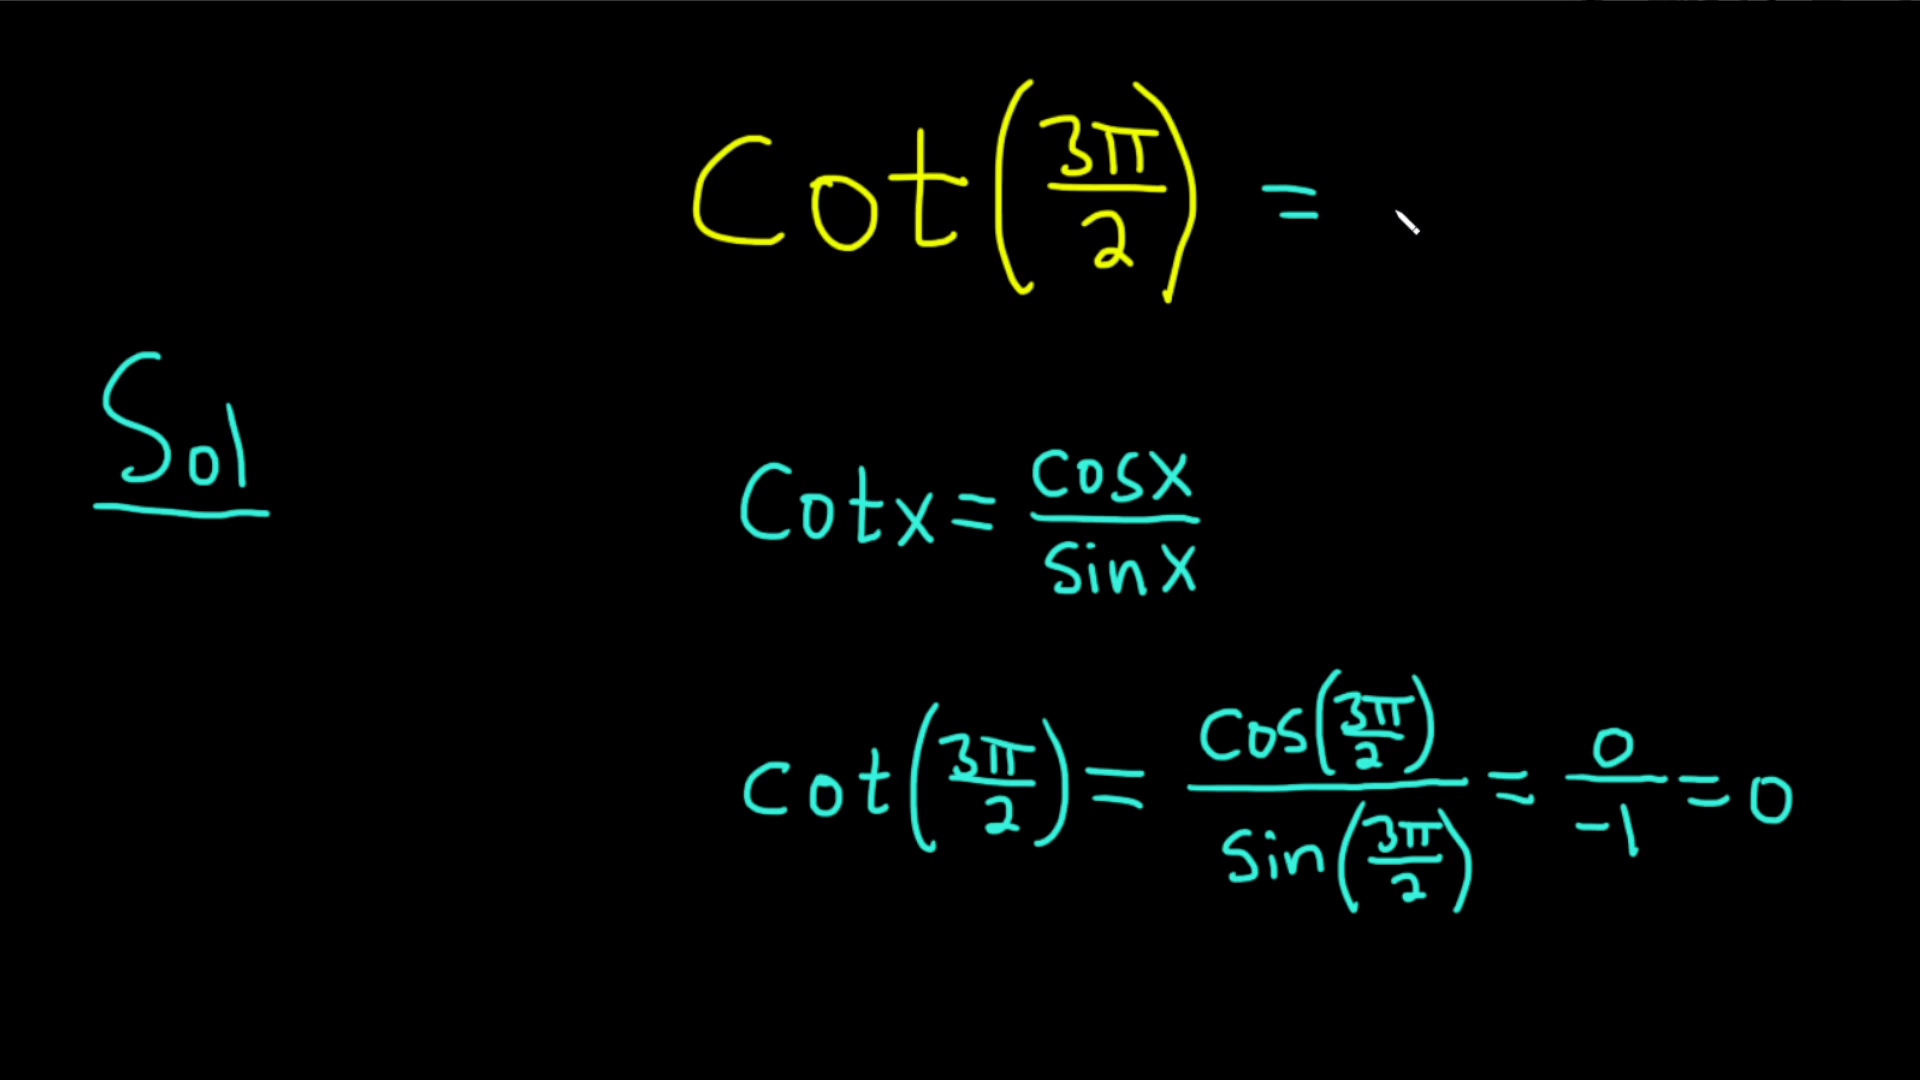 Cot(3π/2) =
Sol
Cotx = cosx/sinx
cot(3π/2) = cos(3π/2)/sin(3π/2) = 0/-1 = 0